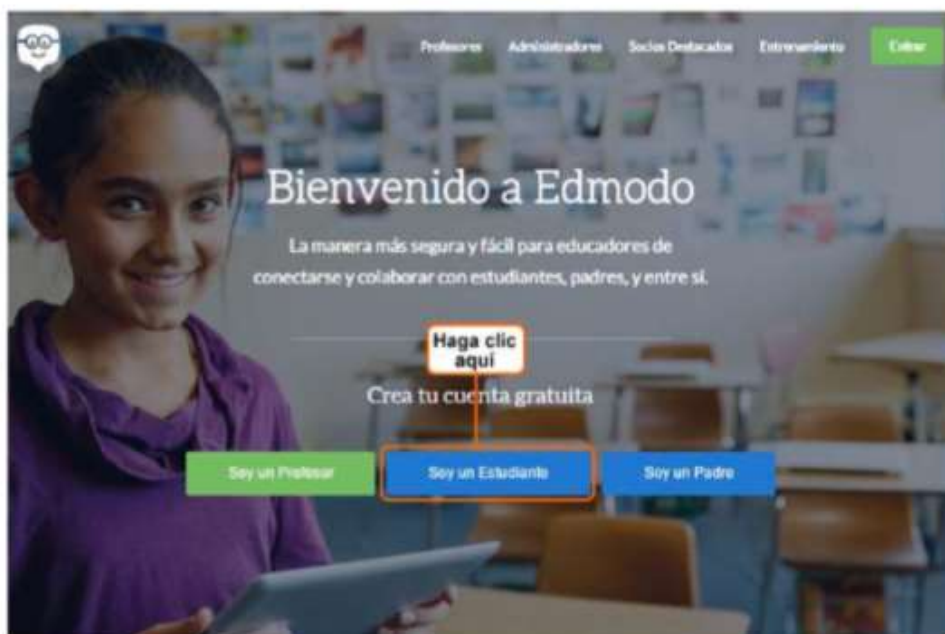 Profesores Administradores Socios Destacados Entrenamiento Entrar
Bienvenido a Edmodo
La manera más segura y fácil para educadores de
conectarse y colaborar con estudiantes, padres, y entre sí.
Haga clic
aquí
Crea tu cuenta gratuita
Soy un Profesor Soy un Estudiante Soy un Padre